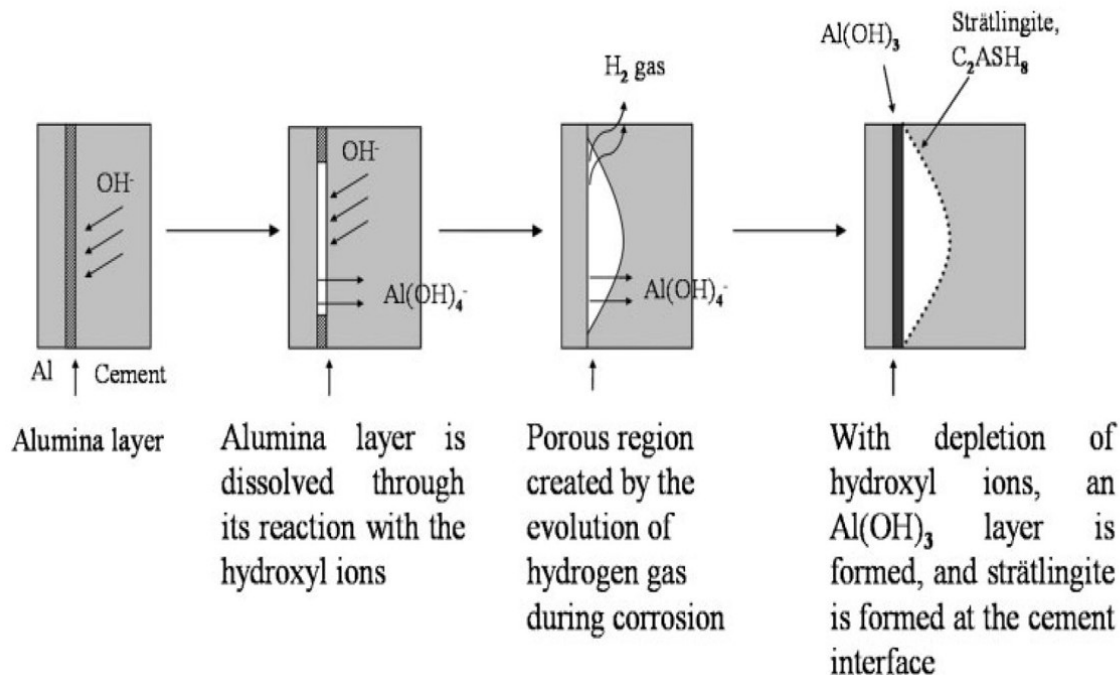 OH-
Al
Cement
Alumina layer
OH-
Al(OH)4-
Alumina layer is
dissolved through
its reaction with the
hydroxyl ions
H2 gas
Al(OH)4-
Porous region
created by the
evolution of
hydrogen gas
during corrosion
Al(OH)3
Strätlingite,
C2ASH8
With depletion of
hydroxyl ions, an
Al(OH)3 layer is
formed, and strätlingite
is formed at the cement
interface